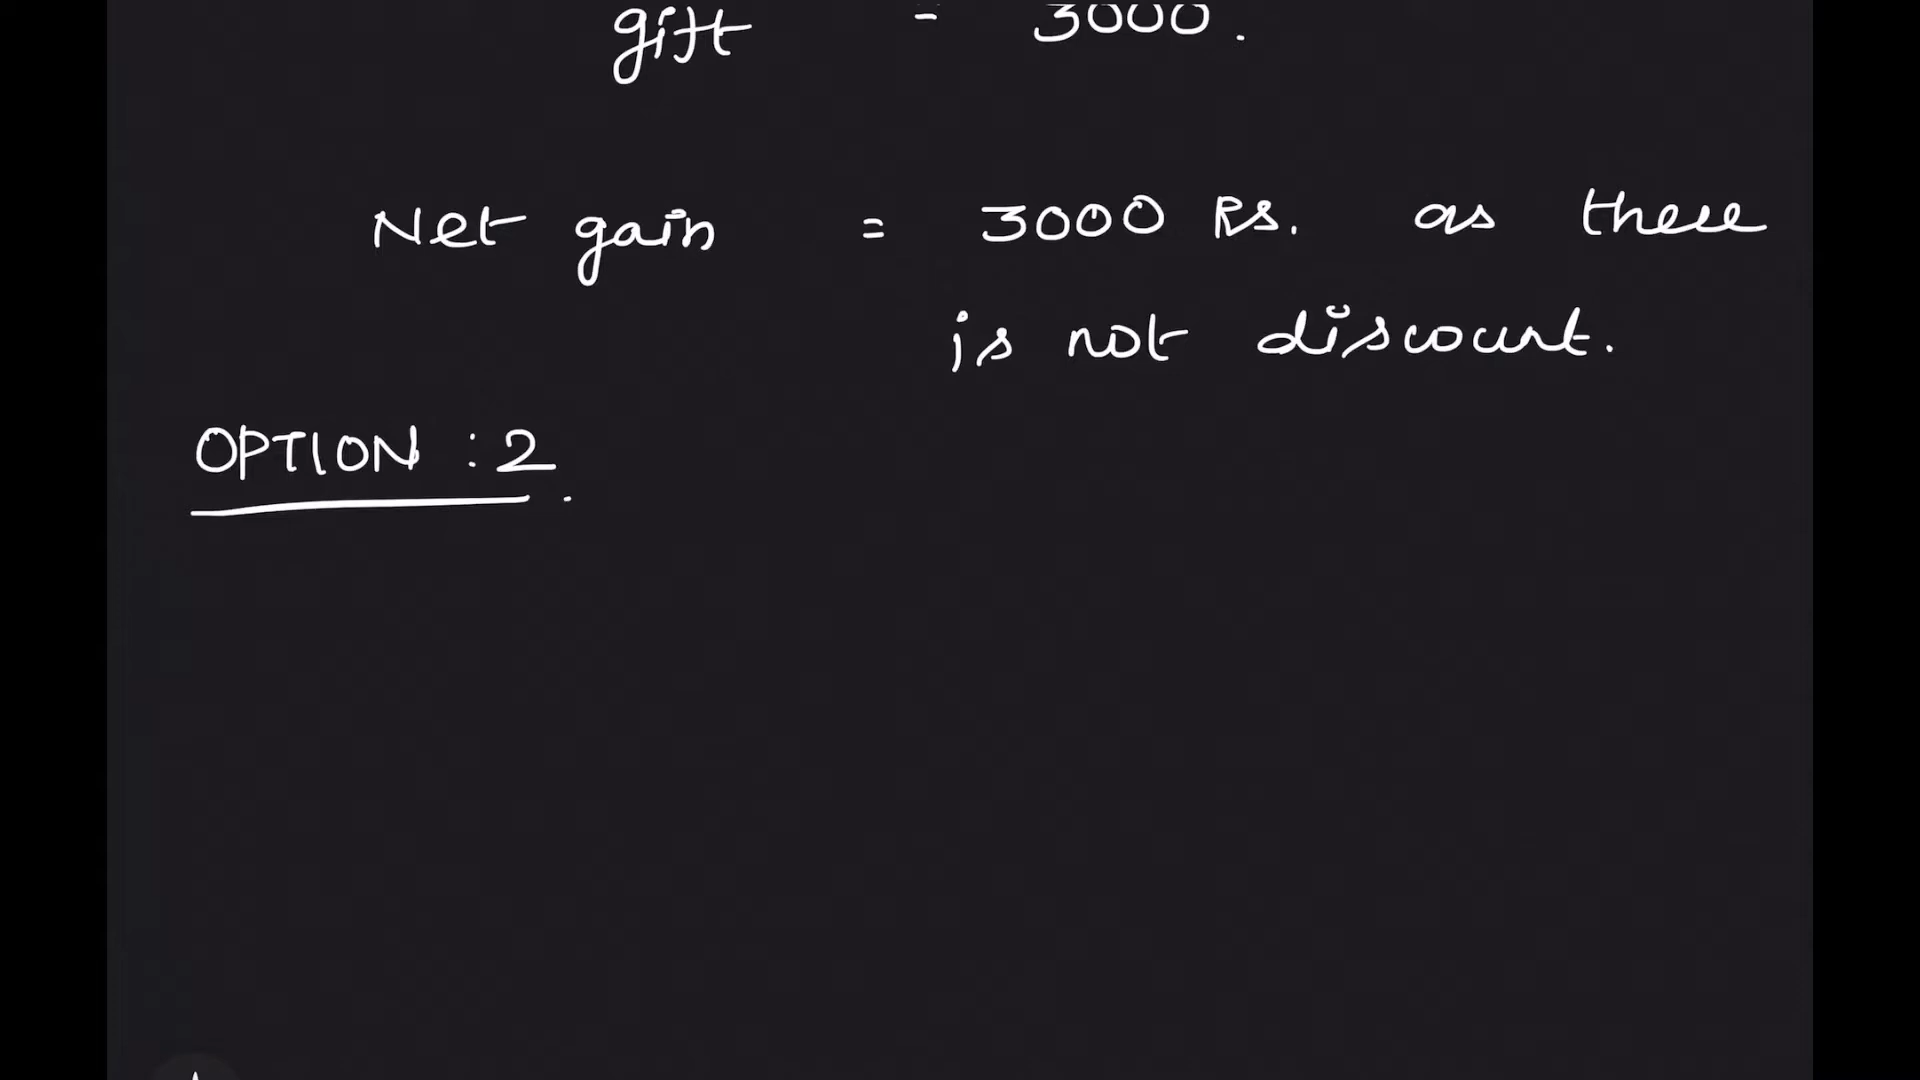 gift = 3000.
Net gain = 3000 Rs. as there
is not discount.
OPTION : 2.